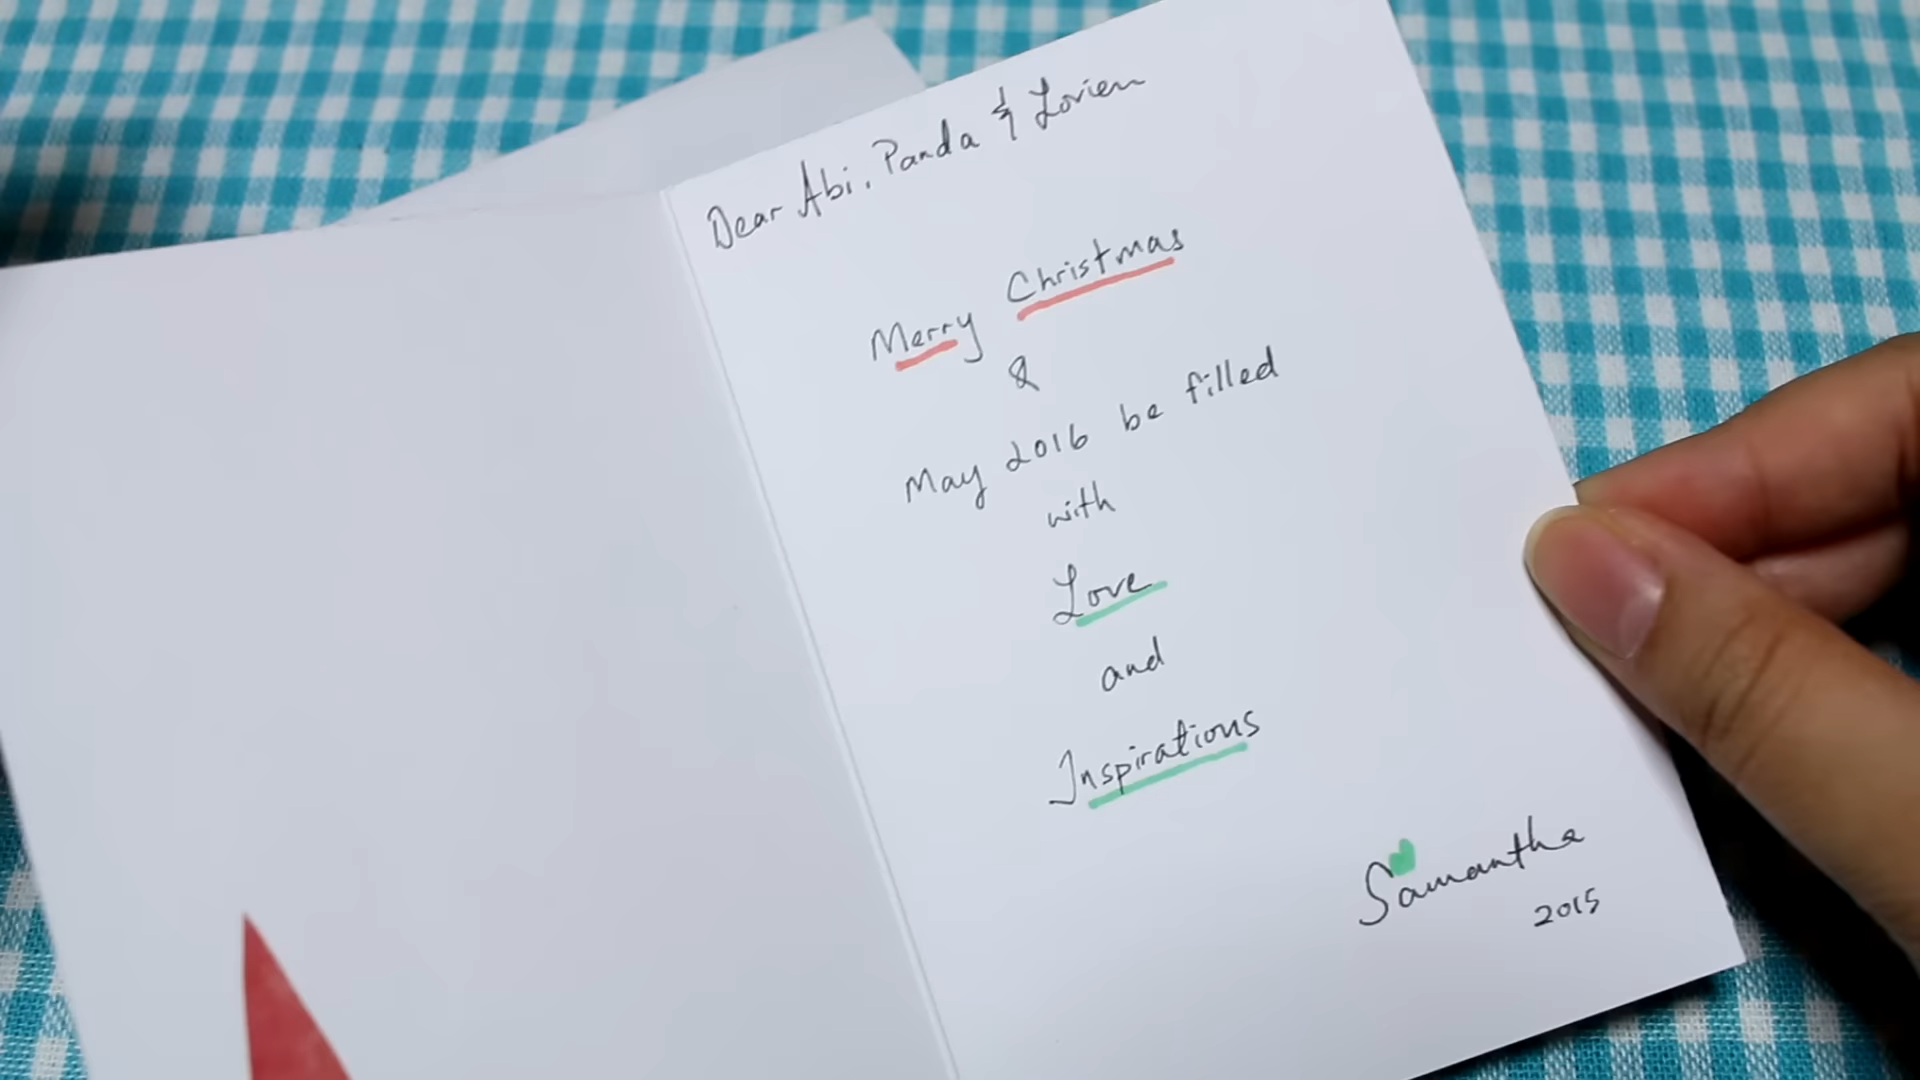 Dear Abi, Panda & Lorien
Merry Christmas
&
May 2016 be filled
with
Love
and
Inspirations
Samantha
2015